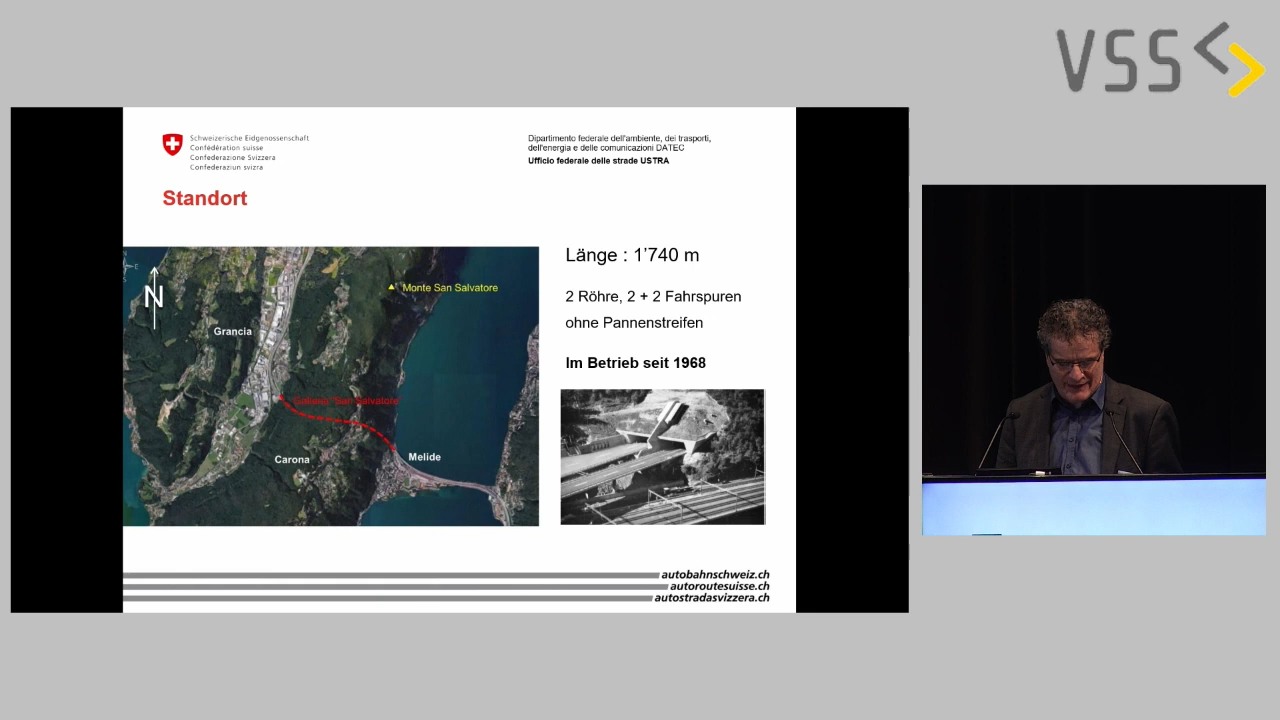 VSS
Schweizerische Eidgenossenschaft
Confédération suisse
Confederazione Svizzera
Confederaziun svizra
Dipartimento federale dell'ambiente, dei trasporti,
dell'energia e delle comunicazioni DATEC
Ufficio federale delle strade USTRA
Standort
N
E
S
N
Monte San Salvatore
Grancia
"Galleria" San Salvatore
Carona
Melide
Länge : 1'740 m
2 Röhre, 2 + 2 Fahrspuren
ohne Pannenstreifen
Im Betrieb seit 1968
autobahnschweiz.ch
autoroutesuisse.ch
autostradasvizzera.ch